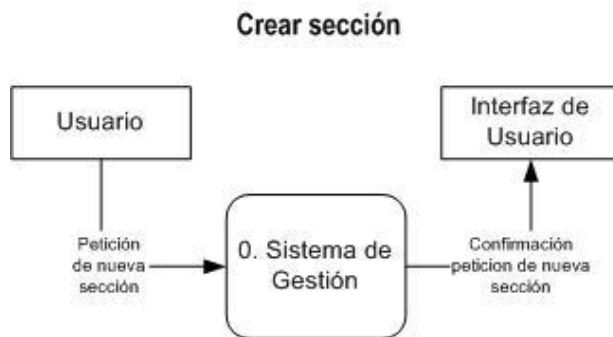 Crear sección
Usuario
Interfaz de
Usuario
Petición
de nueva
sección
0. Sistema de
Gestión
Confirmación
peticion de nueva
sección